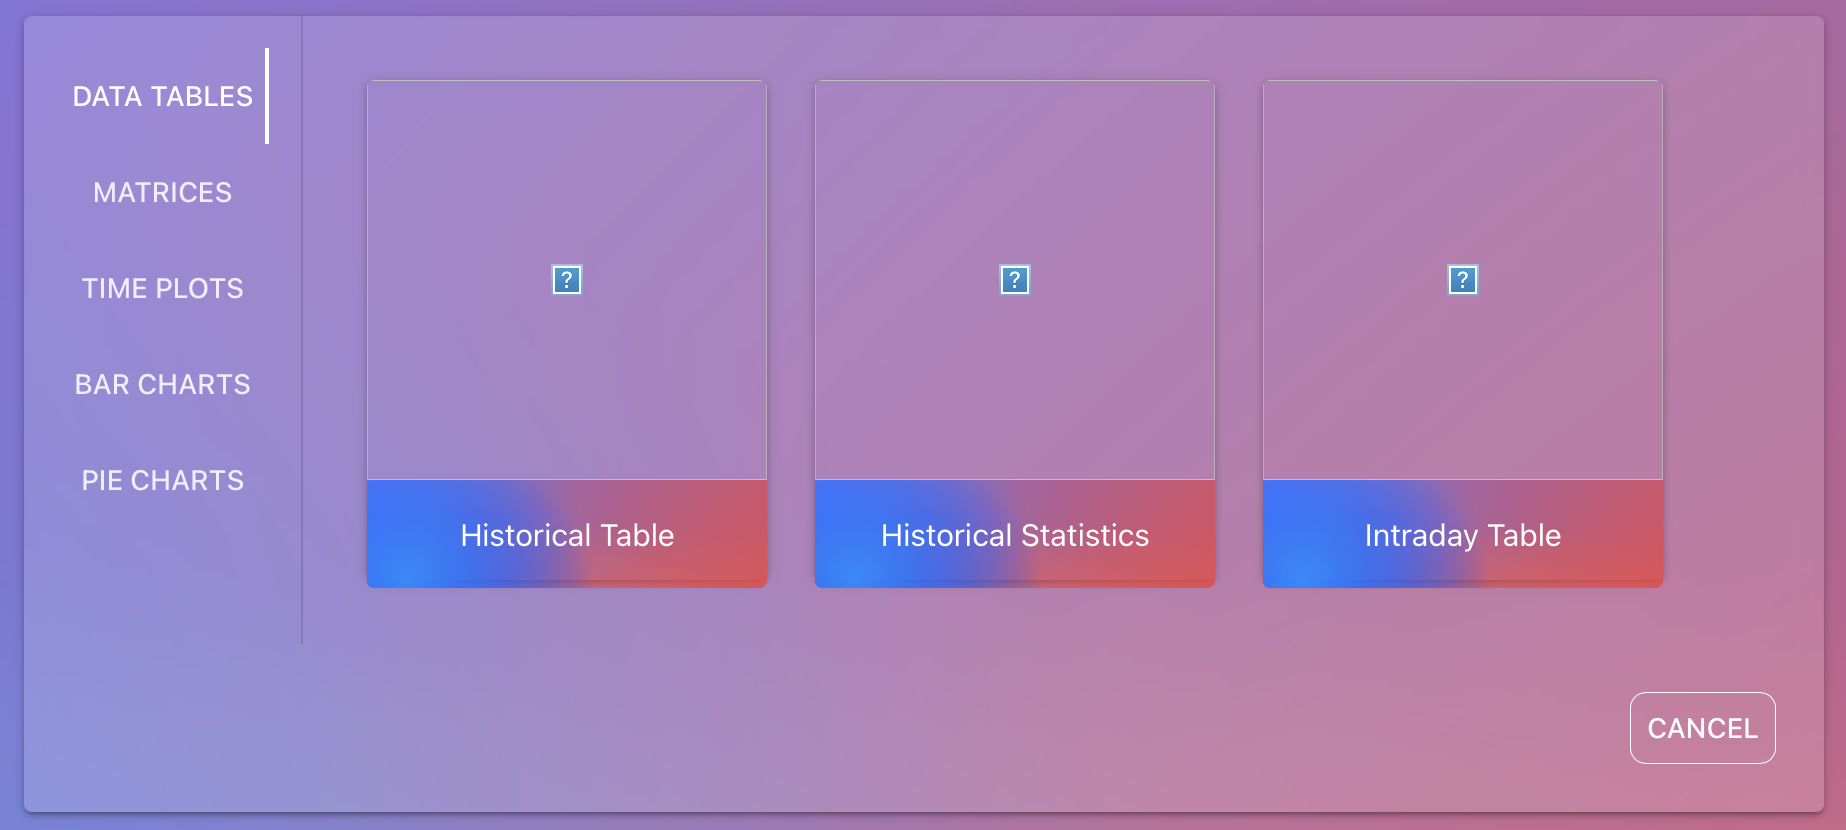 DATA TABLES
MATRICES
TIME PLOTS
BAR CHARTS
PIE CHARTS
?
?
?
Historical Table
Historical Statistics
Intraday Table
CANCEL